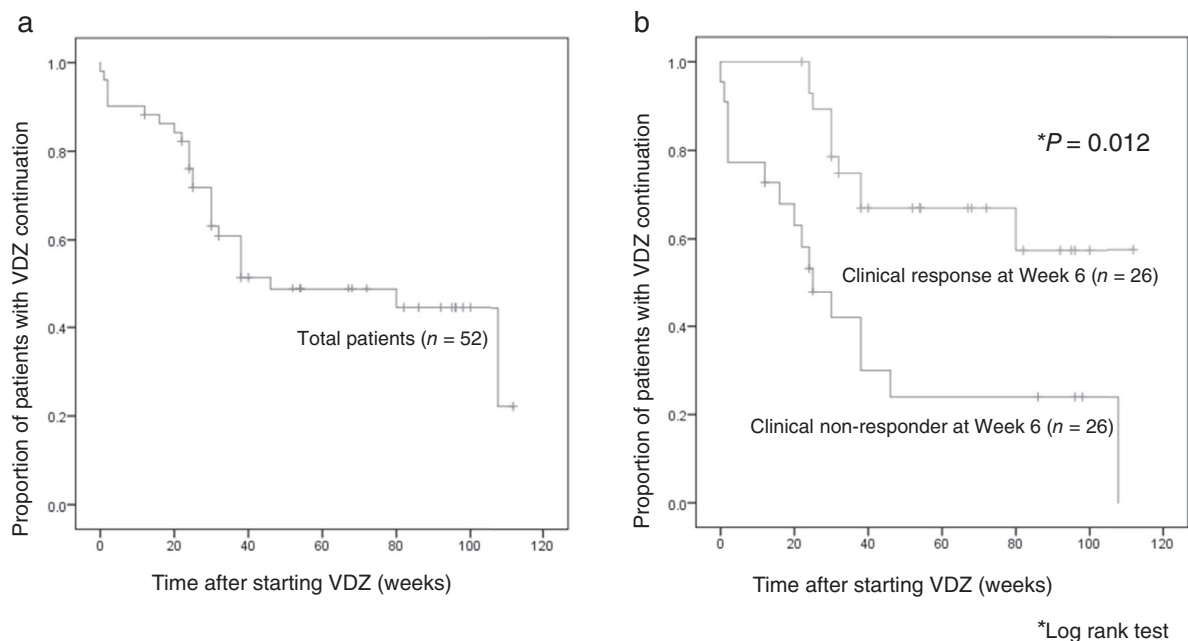 a
Proportion of patients with VDZ continuation
1.0
0.8
0.6
0.4
0.2
0.0
Total patients (n = 52)
0 20 40 60 80 100 120
Time after starting VDZ (weeks)
b
Proportion of patients with VDZ continuation
1.0
0.8
0.6
0.4
0.2
0.0
*P = 0.012
Clinical response at Week 6 (n = 26)
Clinical non-responder at Week 6 (n = 26)
0 20 40 60 80 100 120
Time after starting VDZ (weeks)
*Log rank test